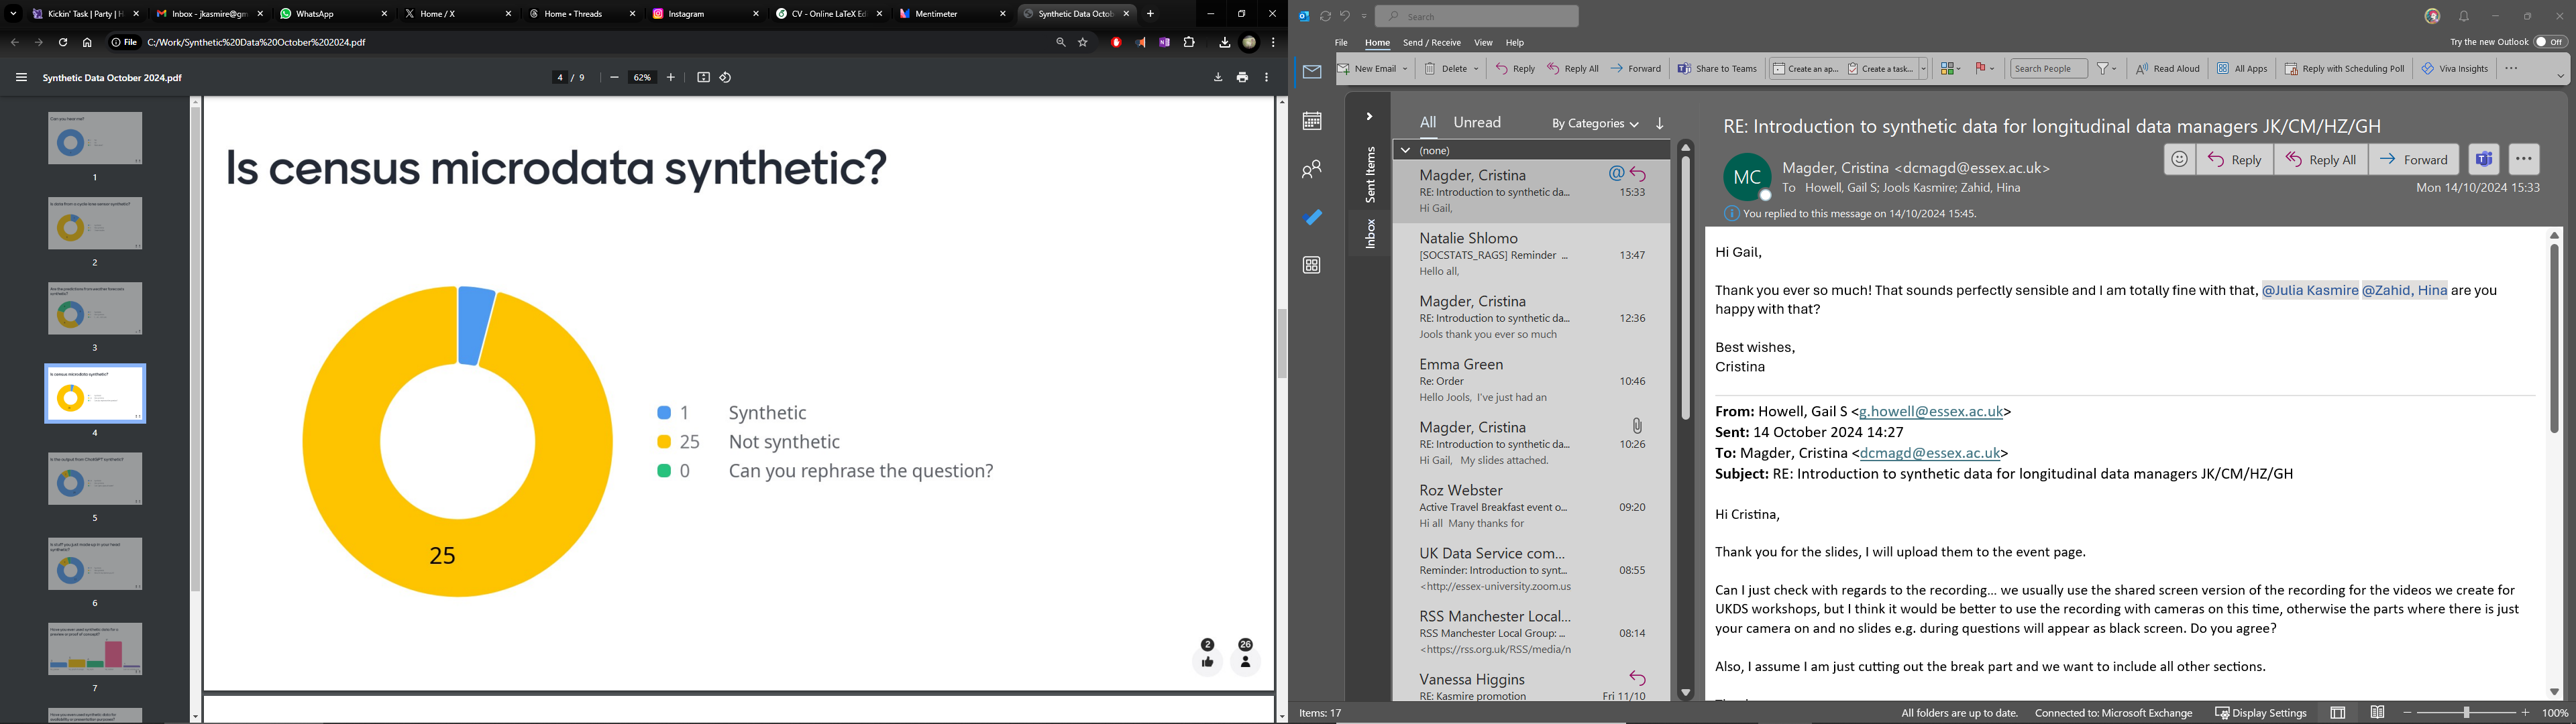 Kickin' Task | Party | H
Inbox - jkasmire@gm
WhatsApp
Home / X
Home • Threads
Instagram
CV - Online LaTeX Ed
Mentimeter
Synthetic Data Octob
File
C:/Work/Synthetic%20Data%20October%202024.pdf
Synthetic Data October 2024.pdf
4 / 9
62%
Can you hear me?
1
2
3
Is census microdata synthetic?
4
Is the output from ChatGPT synthetic?
5
6
7
Is census microdata synthetic?
1 Synthetic
25 Not synthetic
0 Can you rephrase the question?
25
2
26
Search
File
Home
Send / Receive
View
Help
Try the new Outlook
Off
New Email
Delete
Reply
Reply All
Forward
Share to Teams
Create an ap...
Create a task...
Search People
Read Aloud
All Apps
Reply with Scheduling Poll
Viva Insights
Sent Items
Inbox
All
Unread
By Categories
(none)
Magder, Cristina
RE: Introduction to synthetic da... 15:33
Hi Gail,
Natalie Shlomo
[SOCSTATS_RAGS] Reminder ... 13:47
Hello all,
Magder, Cristina
RE: Introduction to synthetic da... 12:36
Jools thank you ever so much
Emma Green
Re: Order 10:46
Hello Jools, I've just had an
Magder, Cristina
RE: Introduction to synthetic da... 10:26
Hi Gail, My slides attached.
Roz Webster
Active Travel Breakfast event o... 09:20
Hi all Many thanks for
UK Data Service com...
Reminder: Introduction to synt... 08:55
<http://essex-university.zoom.us
RSS Manchester Local...
RSS Manchester Local Group: ... 08:14
<https://rss.org.uk/RSS/media/n
Vanessa Higgins
RE: Kasmire promotion Fri 11/10
RE: Introduction to synthetic data for longitudinal data managers JK/CM/HZ/GH
MC
Magder, Cristina <dcmagd@essex.ac.uk>
To Howell, Gail S; Jools Kasmire; Zahid, Hina
Reply
Reply All
Forward
Mon 14/10/2024 15:33
You replied to this message on 14/10/2024 15:45.
Hi Gail,
Thank you ever so much! That sounds perfectly sensible and I am totally fine with that, @Julia Kasmire @Zahid, Hina are you
happy with that?
Best wishes,
Cristina
From: Howell, Gail S <g.howell@essex.ac.uk>
Sent: 14 October 2024 14:27
To: Magder, Cristina <dcmagd@essex.ac.uk>
Subject: RE: Introduction to synthetic data for longitudinal data managers JK/CM/HZ/GH
Hi Cristina,
Thank you for the slides, I will upload them to the event page.
Can I just check with regards to the recording... we usually use the shared screen version of the recording for the videos we create for
UKDS workshops, but I think it would be better to use the recording with cameras on this time, otherwise the parts where there is just
your camera on and no slides e.g. during questions will appear as black screen. Do you agree?
Also, I assume I am just cutting out the break part and we want to include all other sections.
Items: 17
All folders are up to date.
Connected to: Microsoft Exchange
Display Settings
100%